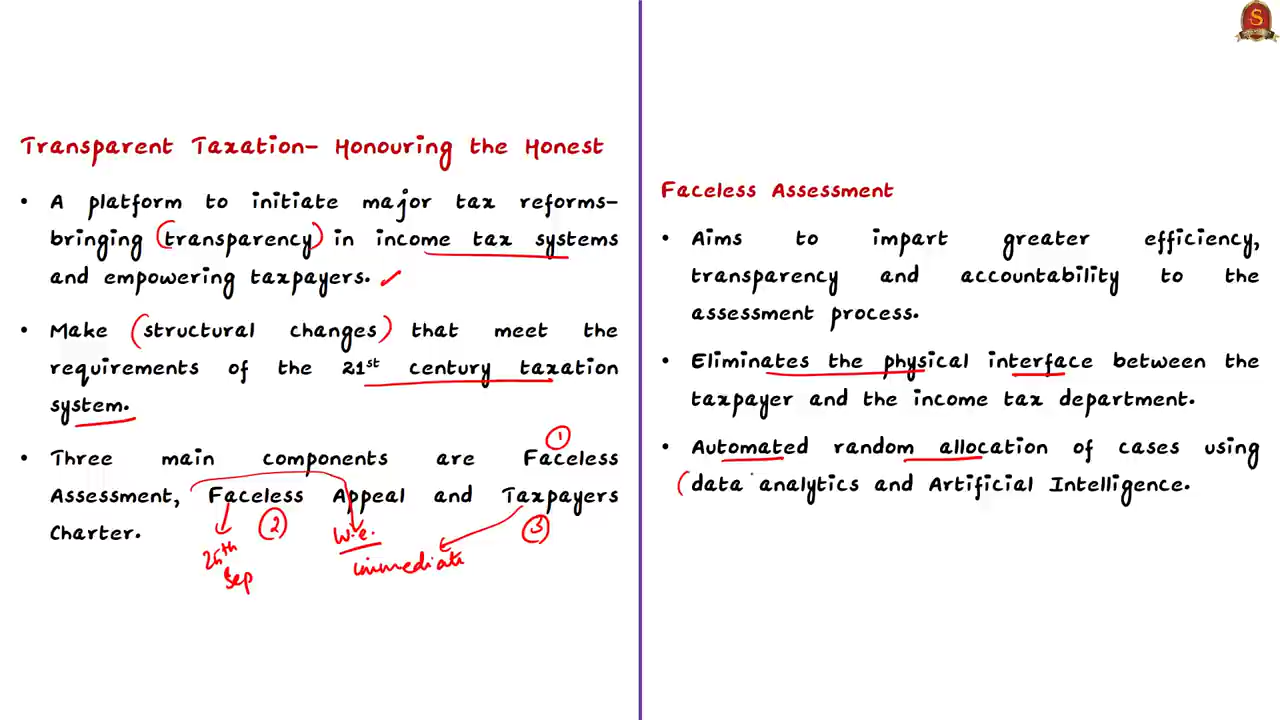 Transparent Taxation- Honouring the Honest
• A platform to initiate major tax reforms-
bringing (transparency) in income tax systems
and empowering taxpayers.
• Make (structural changes) that meet the
requirements of the 21st century taxation
system.
• Three main components are Faceless
Assessment, Faceless Appeal and Taxpayers
Charter.
1
2
3
25th
Sep
w.e.
immediate
S
Faceless Assessment
• Aims to impart greater efficiency,
transparency and accountability to the
assessment process.
• Eliminates the physical interface between the
taxpayer and the income tax department.
• Automated random allocation of cases using
(data analytics and Artificial Intelligence.